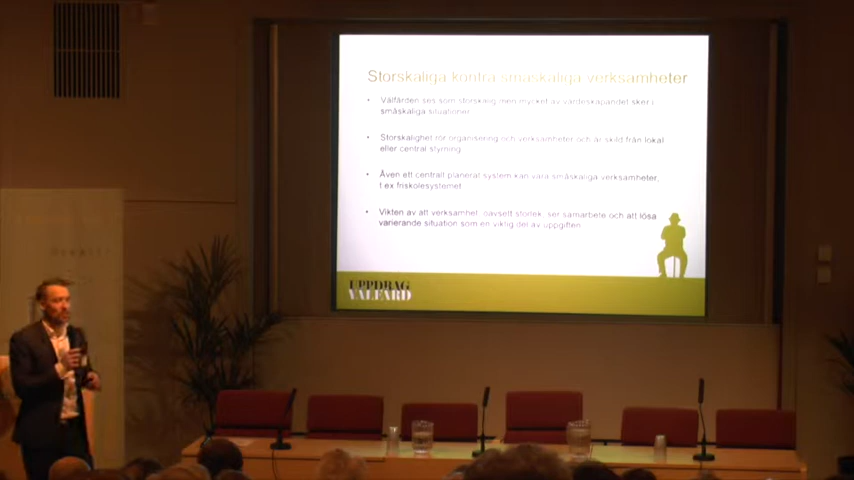 Storskaliga kontra småskaliga verksamheter
• Välfärden ses som storskalig men mycket av värdeskapandet sker i
småskaliga situationer
• Storskalighet rör organisering och verksamheter och är skild från lokal
eller central styrning
• Även ett centralt planerat system kan vara småskaliga verksamheter,
t ex friskolesystemet
• Vikten av att verksamhet, oavsett storlek, ser samarbete och att lösa
varierande situation som en viktig del av uppgiften
UPPDRAG
VÄLFÄRD